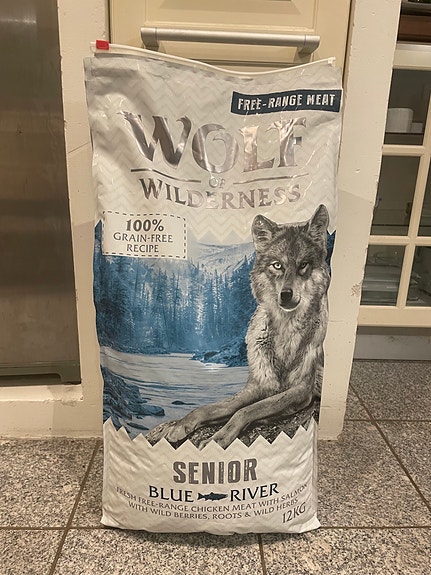 FREE-RANGE MEAT
WOLF
OF
WILDERNESS
100%
GRAIN-FREE
RECIPE
SENIOR
BLUE RIVER
FRESH FREE-RANGE CHICKEN MEAT WITH SALMON
WITH WILD BERRIES, ROOTS & WILD HERBS
12KG